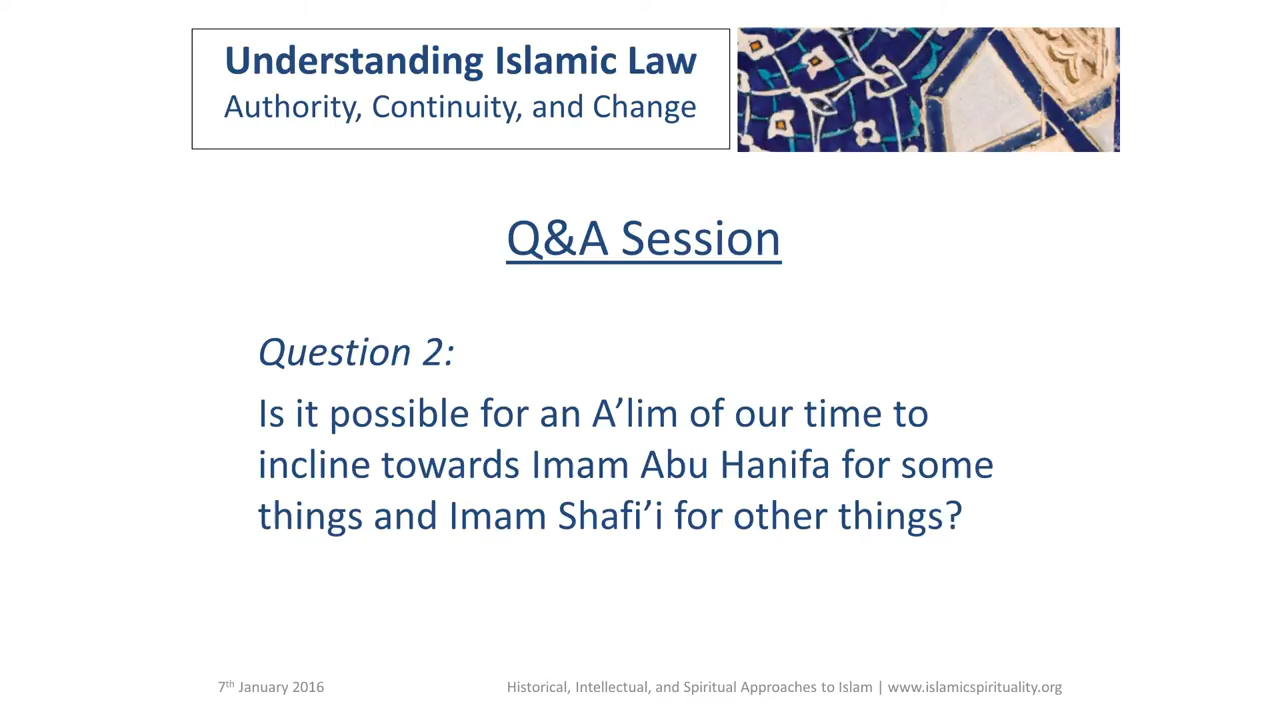 Understanding Islamic Law
Authority, Continuity, and Change
Q&A Session
Question 2:
Is it possible for an A’lim of our time to
incline towards Imam Abu Hanifa for some
things and Imam Shafi’i for other things?
7th January 2016
Historical, Intellectual, and Spiritual Approaches to Islam | www.islamicspirituality.org